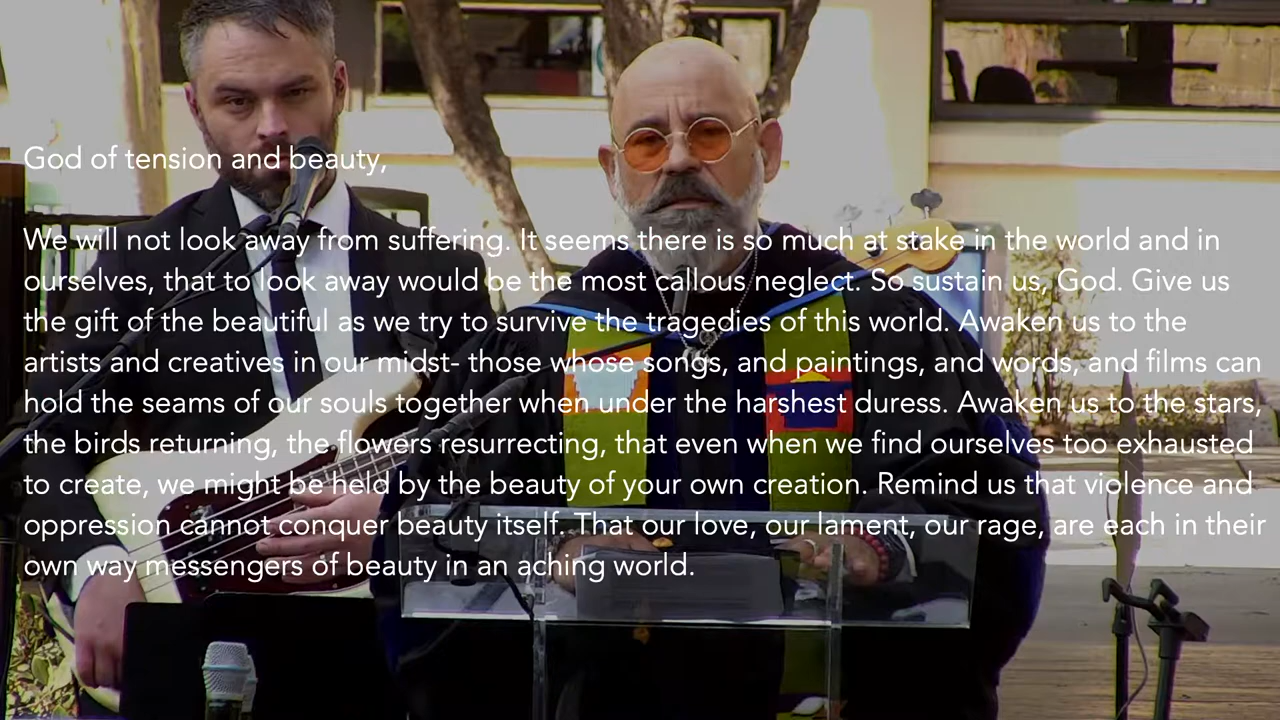 God of tension and beauty,
We will not look away from suffering. It seems there is so much at stake in the world and in
ourselves, that to look away would be the most callous neglect. So sustain us, God. Give us
the gift of the beautiful as we try to survive the tragedies of this world. Awaken us to the
artists and creatives in our midst- those whose songs, and paintings, and words, and films can
hold the seams of our souls together when under the harshest duress. Awaken us to the stars,
the birds returning, the flowers resurrecting, that even when we find ourselves too exhausted
to create, we might be held by the beauty of your own creation. Remind us that violence and
oppression cannot conquer beauty itself. That our love, our lament, our rage, are each in their
own way messengers of beauty in an aching world.